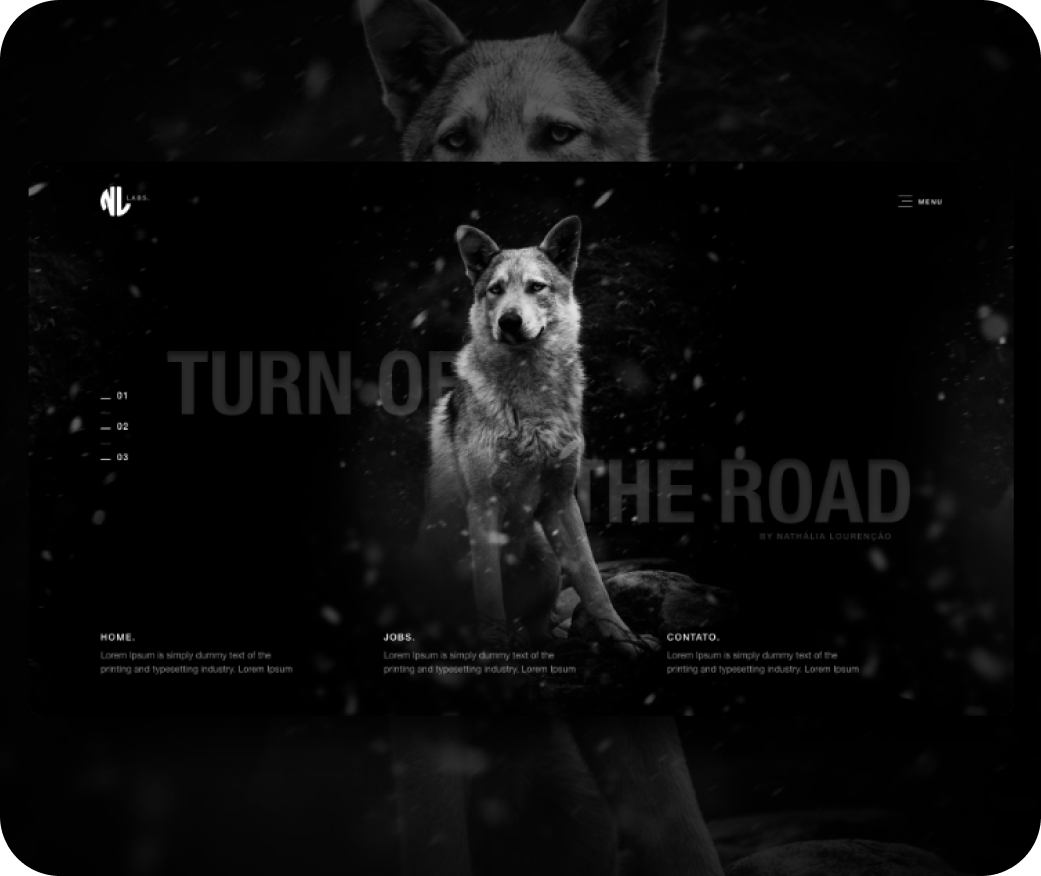 NL LABS.
MENU
TURN OF
01
02
03
THE ROAD
BY NATHÁLIA LOURENÇÃO
HOME.
Lorem Ipsum is simply dummy text of the
printing and typesetting industry. Lorem Ipsum
JOBS.
Lorem Ipsum is simply dummy text of the
printing and typesetting industry. Lorem Ipsum
CONTATO.
Lorem Ipsum is simply dummy text of the
printing and typesetting industry. Lorem Ipsum